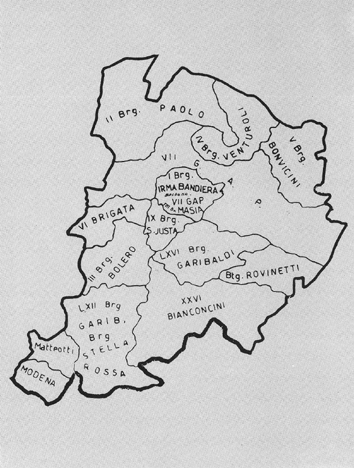 II Brg. PAOLO
IV Brg. VENTUROLI
V Brg.
BONVICINI
VII G. A. P.
I Brg.
IRMA BANDIERA
VII GAP
MASIA
VI BRIGATA
IX Brg.
S. JUSTA
III Brg.
BOLERO
LXVI Brg.
GARIBALDI
Btg. ROVINETTI
LXII Brg
GARIB.
Brg
STELLA
ROSSA
XXVI
BIANCONCINI
Matteotti
MODENA